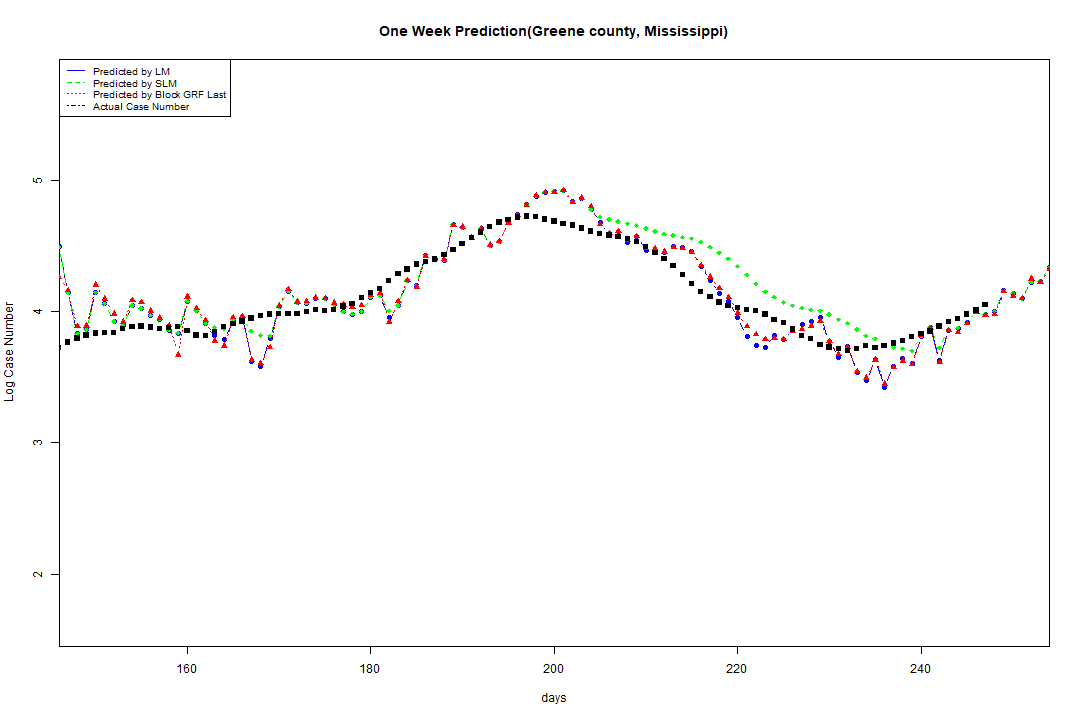 One Week Prediction(Greene county, Mississippi)
Predicted by LM
Predicted by SLM
Predicted by Block GRF Last
Actual Case Number
5
4
3
2
Log Case Number
160 180 200 220 240
days